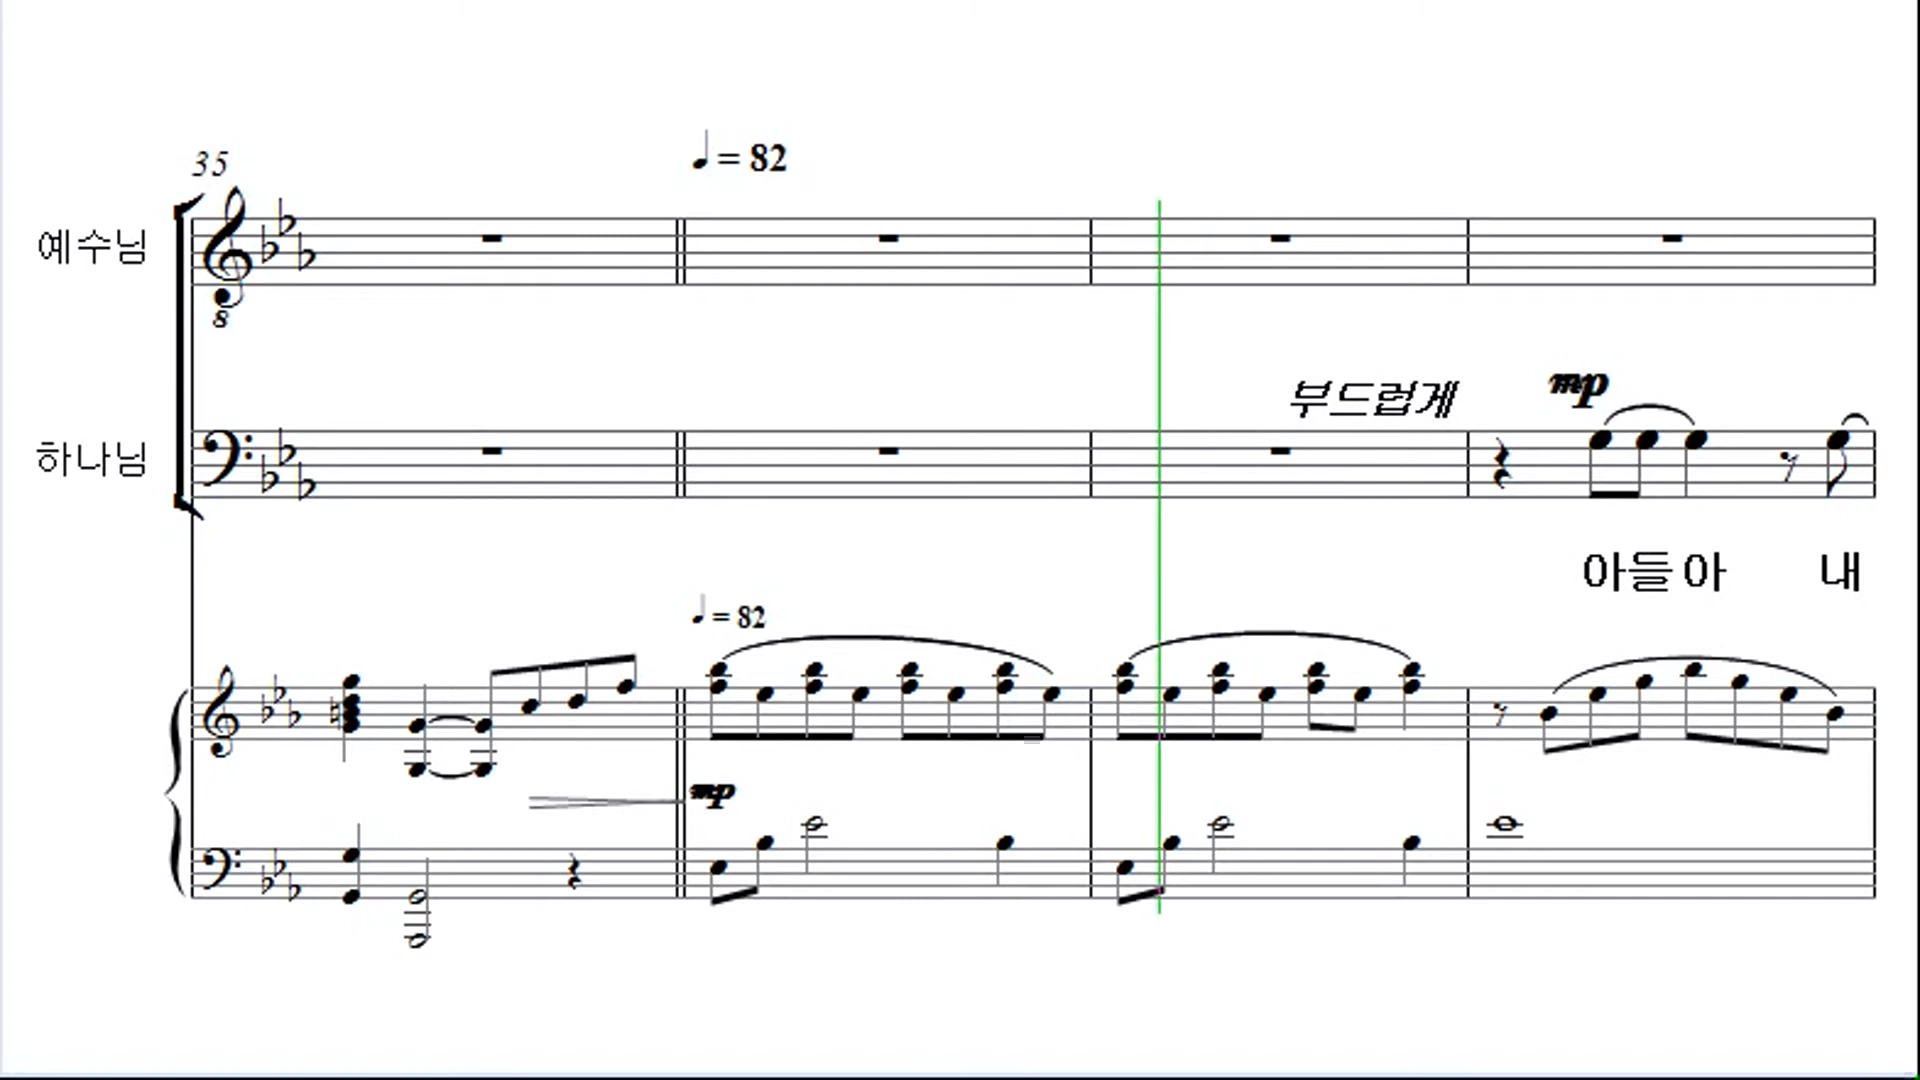 35
♩ = 82
예수님
8
부드럽게
mp
하나님
아들 아 내
♩ = 82
mp